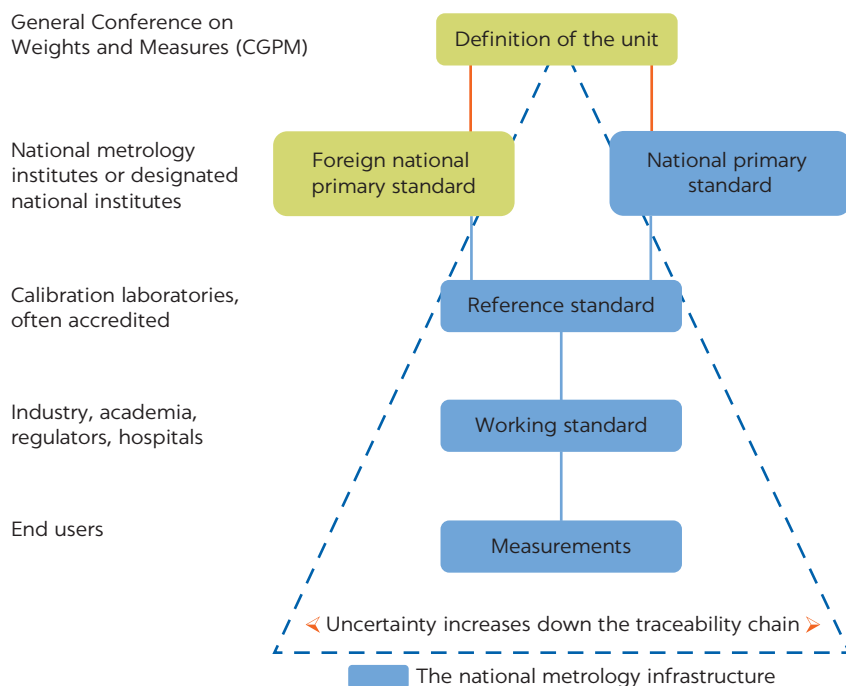 General Conference on
Weights and Measures (CGPM)
Definition of the unit
National metrology
institutes or designated
national institutes
Foreign national
primary standard
National primary
standard
Calibration laboratories,
often accredited
Reference standard
Industry, academia,
regulators, hospitals
Working standard
End users
Measurements
Uncertainty increases down the traceability chain
The national metrology infrastructure